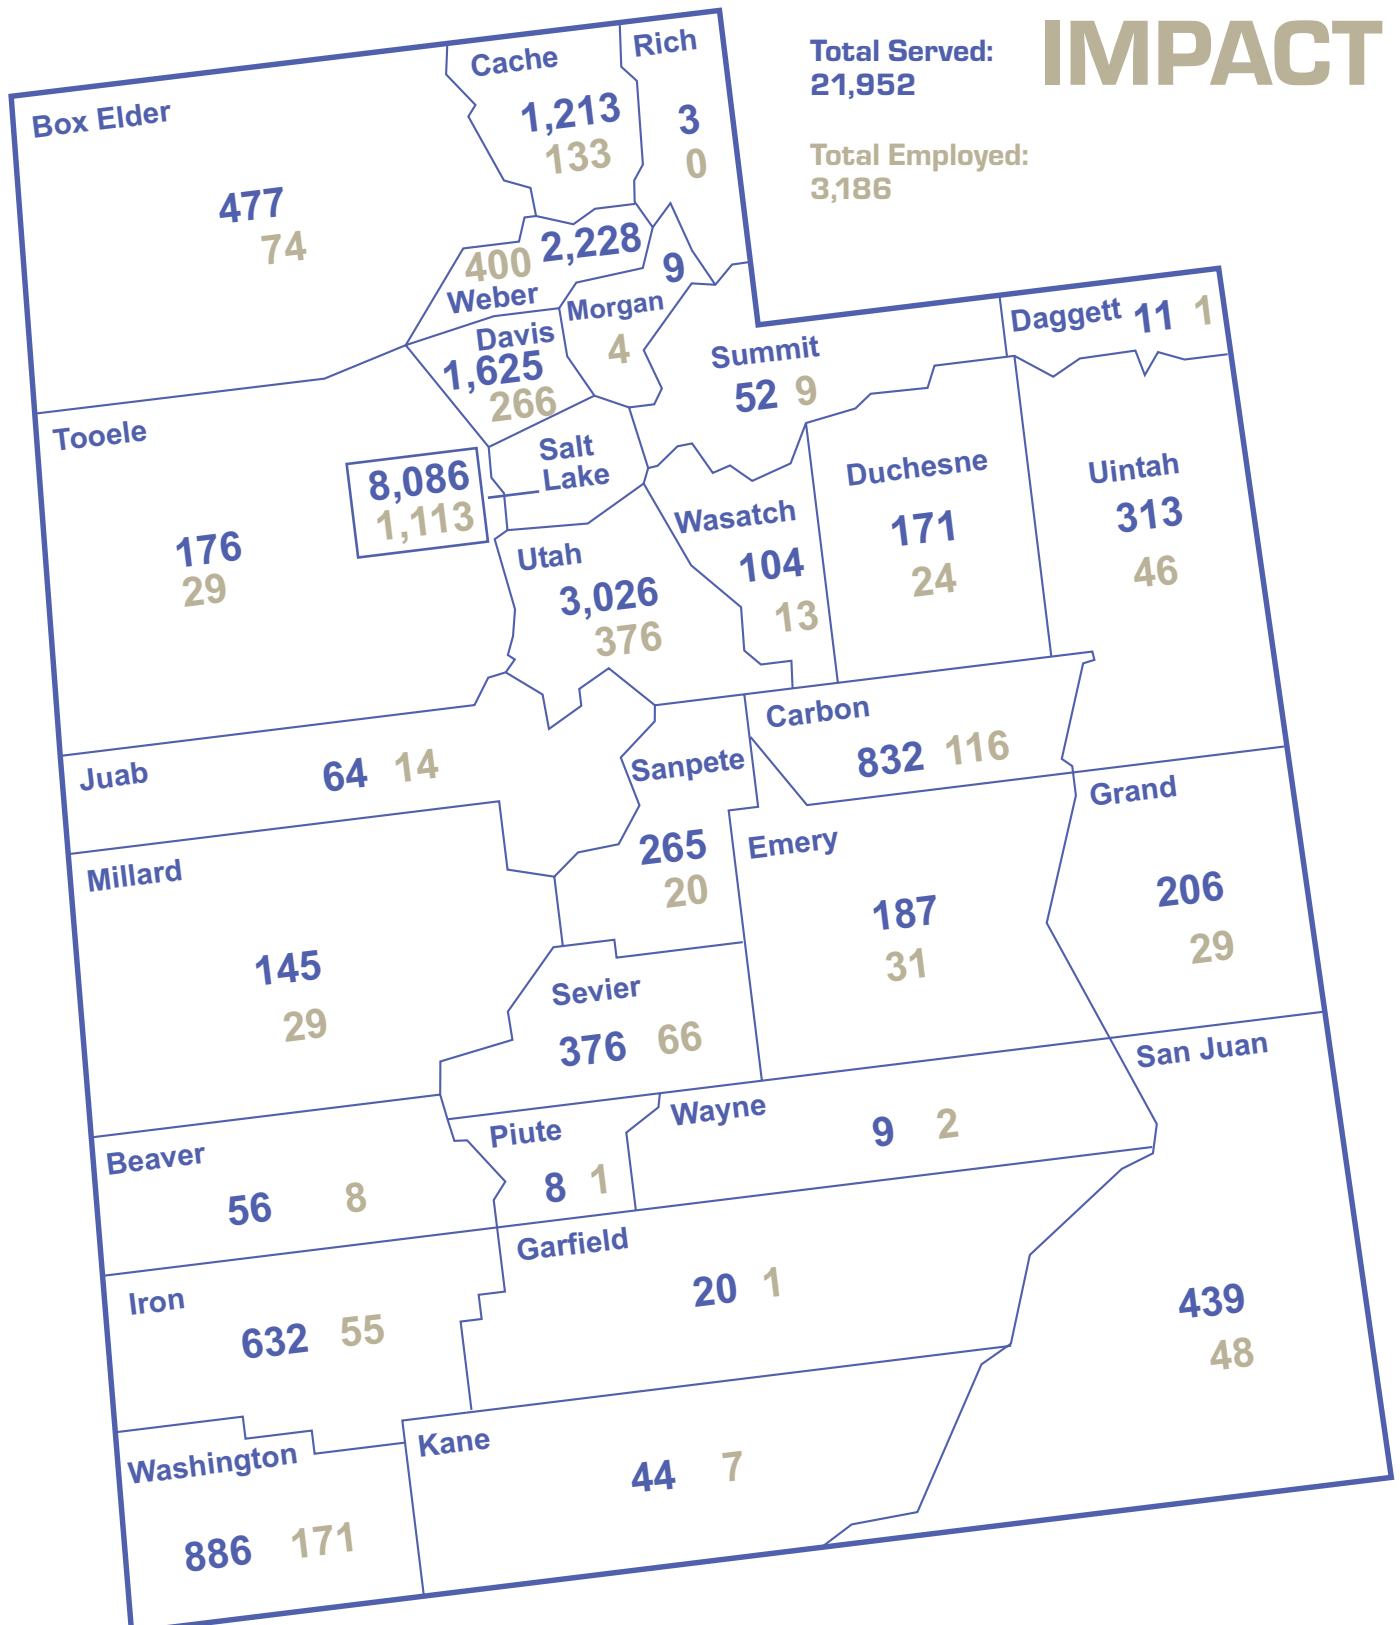 IMPACT
Total Served:
21,952
Total Employed:
3,186
Box Elder
477
74
Cache
1,213
133
Rich
3
0
400 2,228
Weber
Morgan
9
4
Davis
1,625
266
Summit
52 9
Daggett 11 1
Tooele
176
29
8,086
1,113
Salt
Lake
Utah
3,026
376
Wasatch
104
13
Duchesne
171
24
Uintah
313
46
Juab
64 14
Sanpete
265
20
Carbon
832 116
Millard
145
29
Emery
187
31
Grand
206
29
Sevier
376 66
Beaver
56 8
Piute
8 1
Wayne
9 2
San Juan
439
48
Iron
632 55
Garfield
20 1
Washington
886 171
Kane
44 7